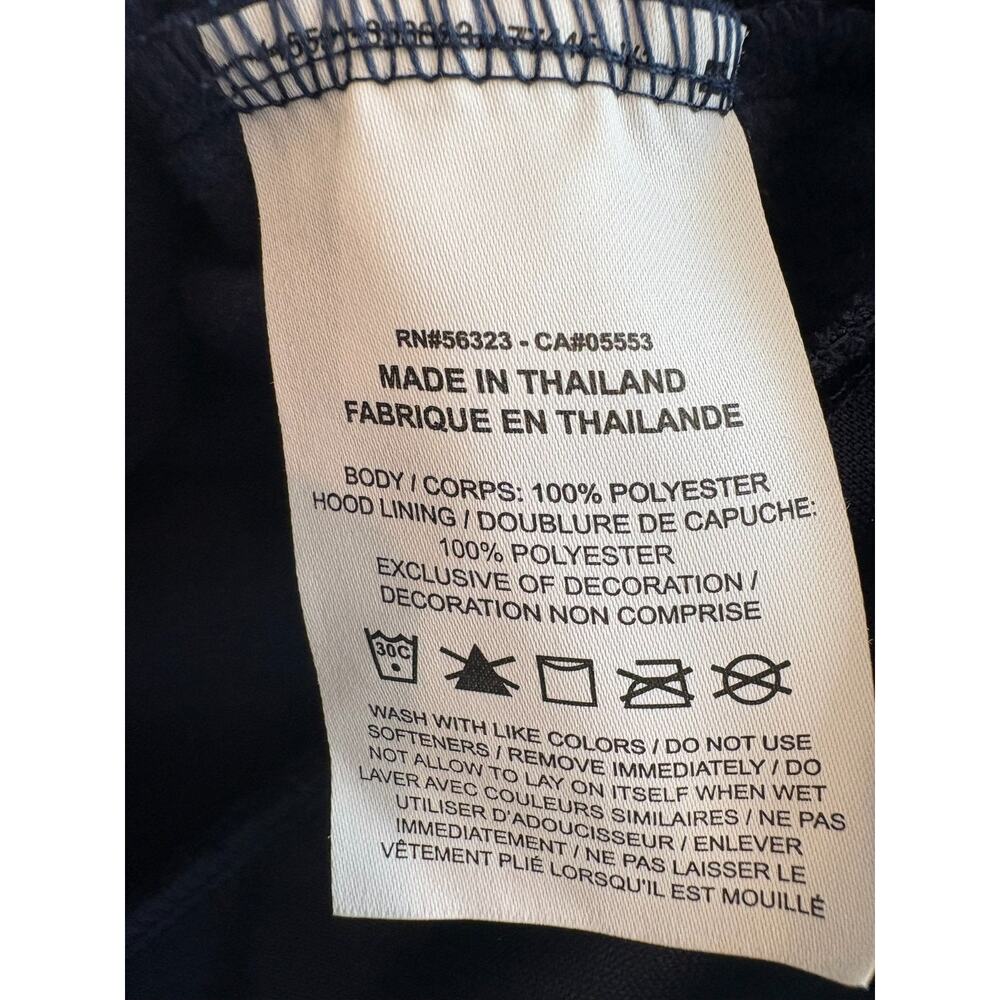 RN#56323 - CA#05553
MADE IN THAILAND
FABRIQUE EN THAILANDE
BODY / CORPS: 100% POLYESTER
HOOD LINING / DOUBLURE DE CAPUCHE:
100% POLYESTER
EXCLUSIVE OF DECORATION /
DECORATION NON COMPRISE
30C
WASH WITH LIKE COLORS / DO NOT USE
SOFTENERS / REMOVE IMMEDIATELY / DO
NOT ALLOW TO LAY ON ITSELF WHEN WET
LAVER AVEC COULEURS SIMILAIRES / NE PAS
UTILISER D'ADOUCISSEUR / ENLEVER
IMMEDIATEMENT / NE PAS LAISSER LE
VÊTEMENT PLIÉ LORSQU'IL EST MOUILLÉ